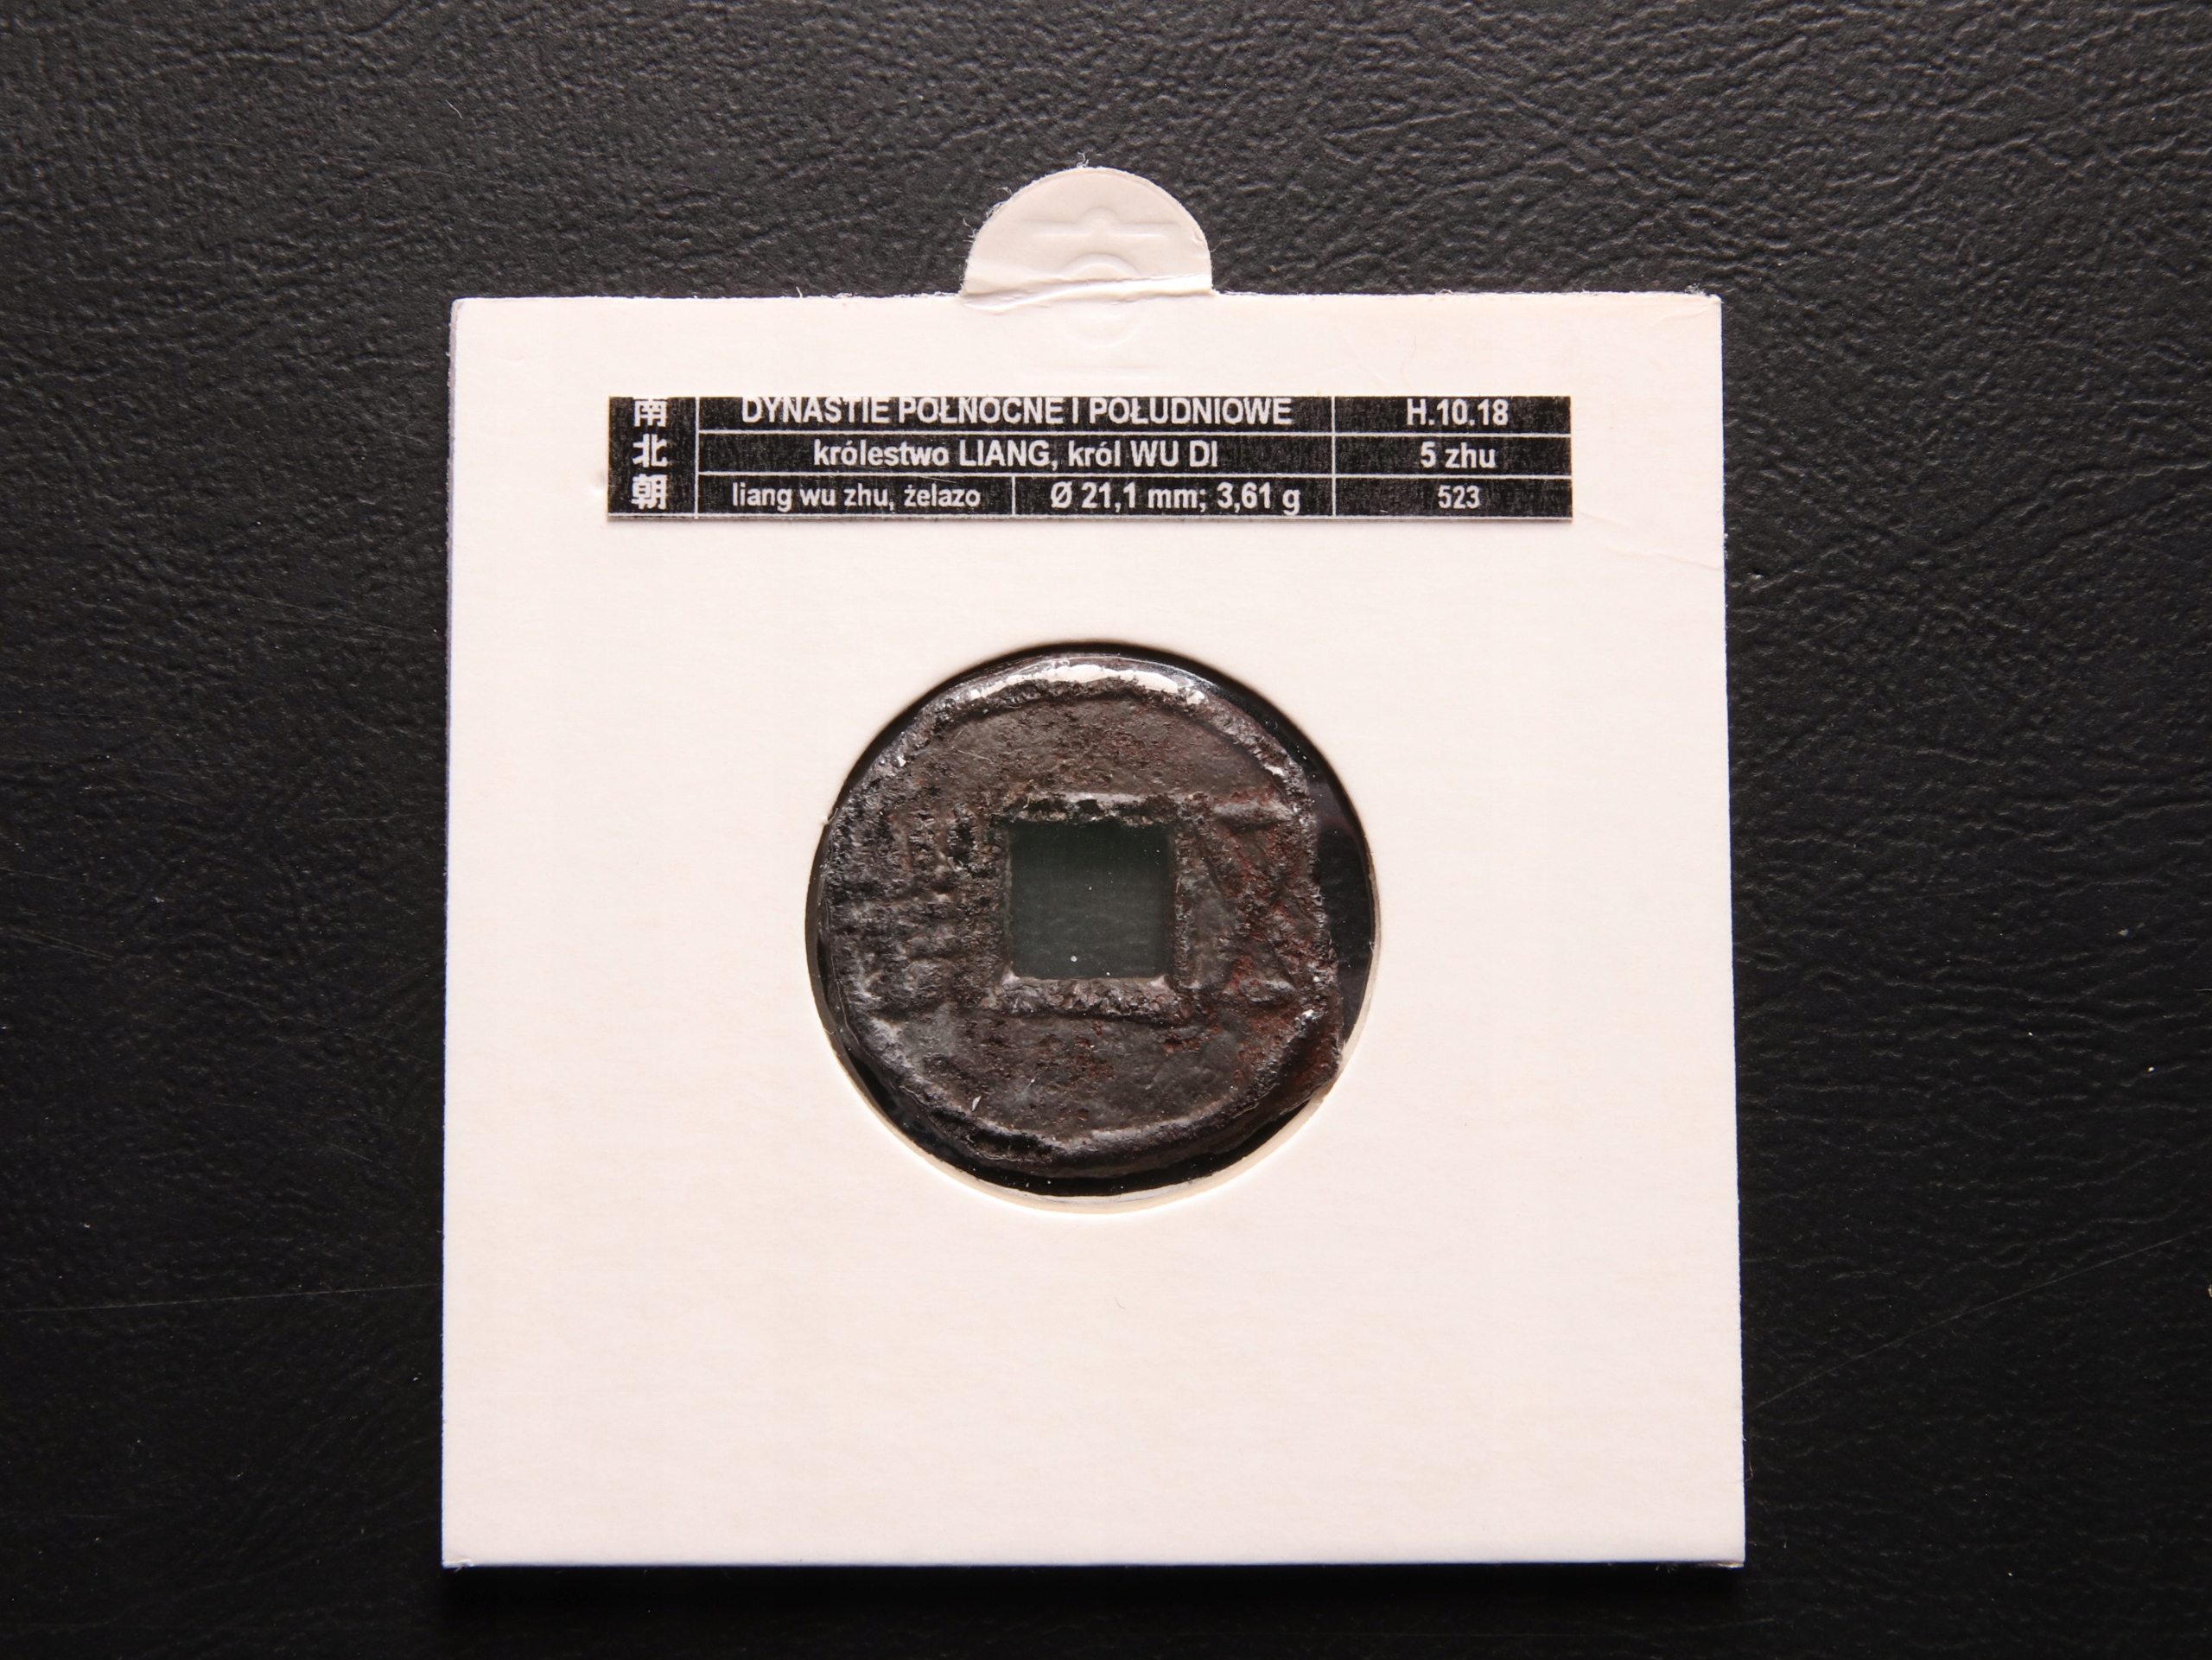 南北朝
DYNASTIE PÓŁNOCNE I POŁUDNIOWE H.10.18
królestwo LIANG, król WU DI 5 zhu
liang wu zhu, żelazo Ø 21,1 mm; 3,61 g 523